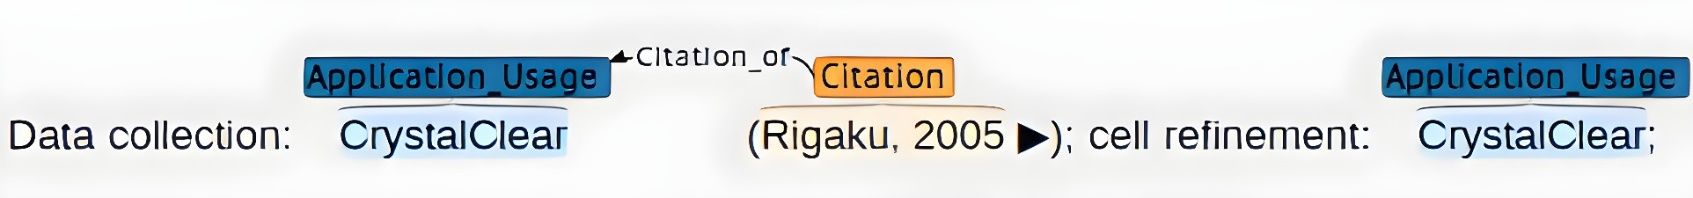 Citation_of
Application_Usage Citation Application_Usage
Data collection: CrystalClear (Rigaku, 2005 ▶); cell refinement: CrystalClear;